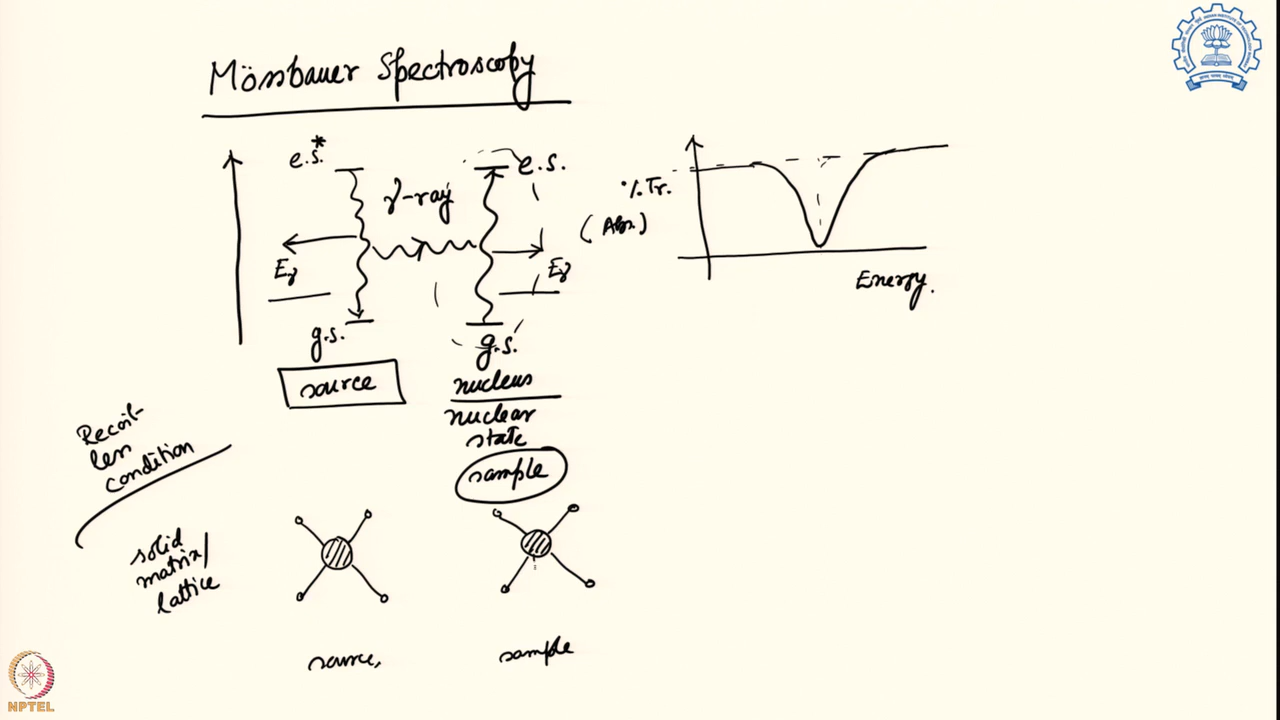 Mössbauer Spectroscopy
e.s.*
e.s.
γ-ray
% Tr.
(Abs.)
Eγ
Eγ
Energy.
g.s.
g.s.
source
nucleus
nuclear
state
sample
Recoil-
less
condition
solid
matrix/
lattice
source,
sample
NPTEL